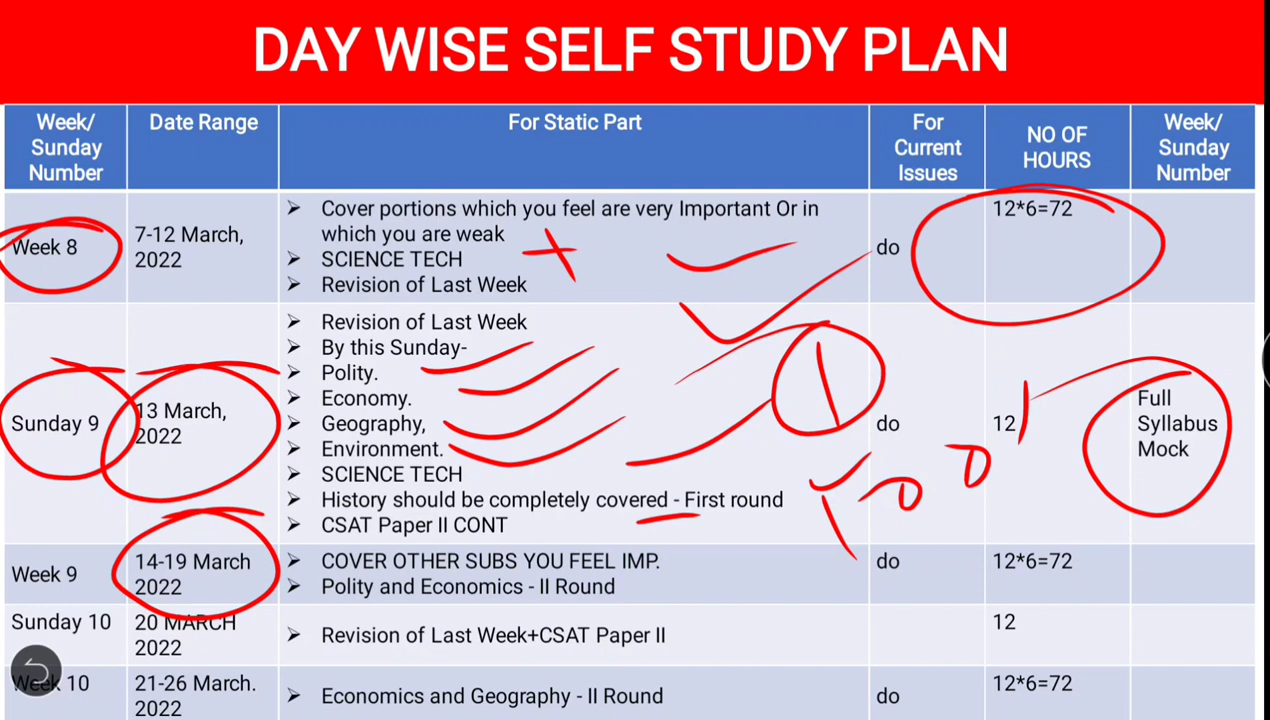 DAY WISE SELF STUDY PLAN
Week/
Sunday
Number
Date Range
For Static Part
For
Current
Issues
NO OF
HOURS
Week/
Sunday
Number
Week 8
7-12 March,
2022
Cover portions which you feel are very Important Or in
which you are weak
SCIENCE TECH
Revision of Last Week
do
12*6=72
Sunday 9
13 March,
2022
Revision of Last Week
By this Sunday-
Polity.
Economy.
Geography,
Environment.
SCIENCE TECH
History should be completely covered - First round
CSAT Paper II CONT
do
12
Full
Syllabus
Mock
Week 9
14-19 March
2022
COVER OTHER SUBS YOU FEEL IMP.
Polity and Economics - II Round
do
12*6=72
Sunday 10
20 MARCH
2022
Revision of Last Week+CSAT Paper II
12
Week 10
21-26 March.
2022
Economics and Geography - II Round
do
12*6=72